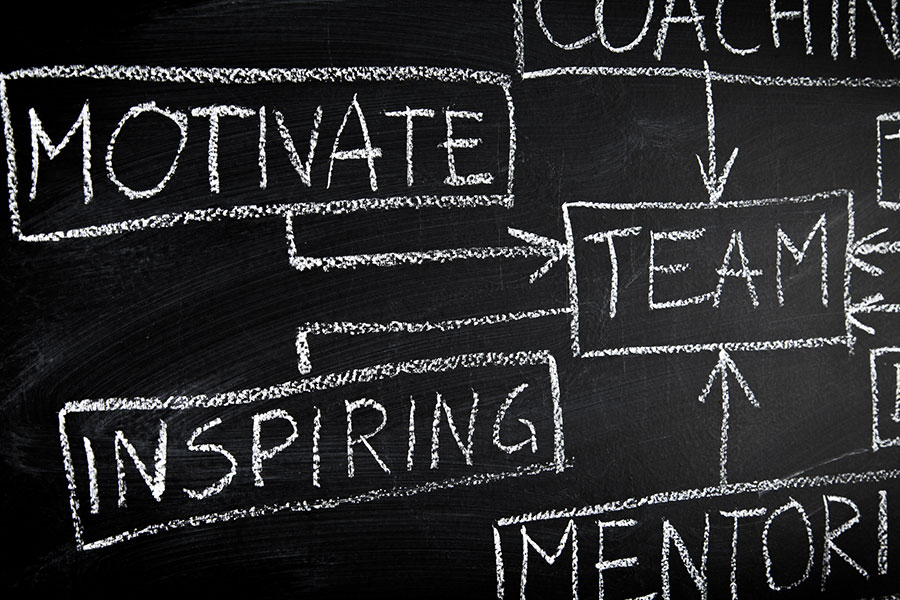 COACHIN
MOTIVATE
TEAM
INSPIRING
MENTORI